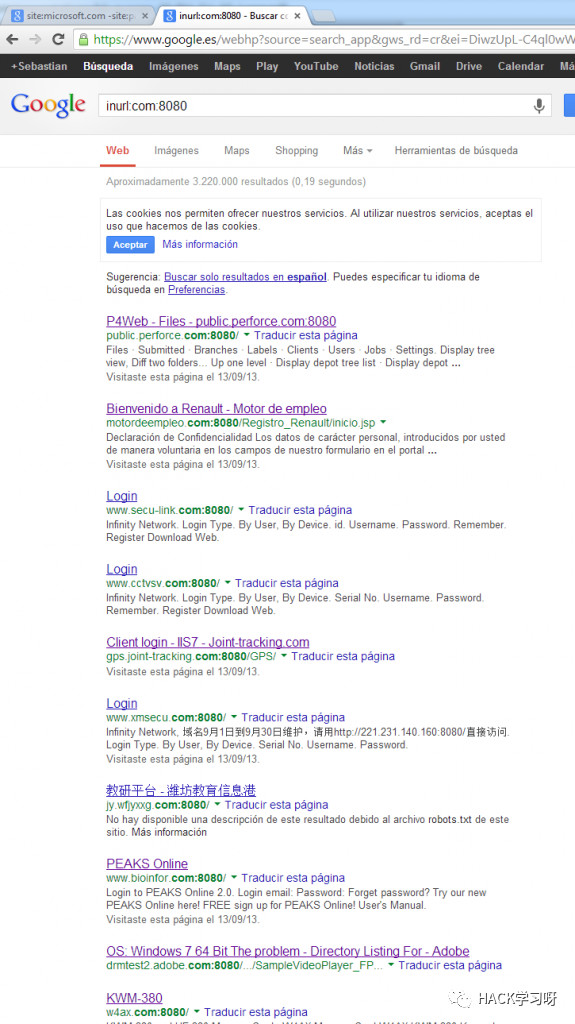 site:microsoft.com -site:p
inurl:com:8080 - Buscar co
https://www.google.es/webhp?source=search_app&gws_rd=cr&ei=DiwzUpL-C4ql0wW
+Sebastian Búsqueda Imágenes Maps Play YouTube Noticias Gmail Drive Calendar Má
Google inurl:com:8080
Web Imágenes Maps Shopping Más Herramientas de búsqueda
Aproximadamente 3.220.000 resultados (0,19 segundos)
Las cookies nos permiten ofrecer nuestros servicios. Al utilizar nuestros servicios, aceptas el
uso que hacemos de las cookies.
Aceptar Más información
Sugerencia: Buscar solo resultados en español. Puedes especificar tu idioma de
búsqueda en Preferencias.
P4Web - Files - public.perforce.com:8080
public.perforce.com:8080/ Traducir esta página
Files · Submitted · Branches · Labels · Clients · Users · Jobs · Settings. Display tree
view, Diff two folders... Up one level · Display depot tree list · Display depot ...
Visitaste esta página el 13/09/13.
Bienvenido a Renault - Motor de empleo
motordeempleo.com:8080/Registro_Renault/inicio.jsp
Declaración de Confidencialidad Los datos de carácter personal, introducidos por usted
de manera voluntaria en los campos de nuestro formulario en el portal ...
Visitaste esta página el 13/09/13.
Login
www.secu-link.com:8080/ Traducir esta página
Infinity Network. Login Type. By User, By Device. id. Username. Password. Remember.
Register Download Web.
Login
www.cctvsv.com:8080/ Traducir esta página
Infinity Network. Login Type. By User, By Device. Serial No. Username. Password.
Remember. Register Download Web.
Client login - IIS7 - Joint-tracking.com
gps.joint-tracking.com:8080/GPS/ Traducir esta página
Visitaste esta página el 13/09/13.
Login
www.xmsecu.com:8080/ Traducir esta página
Infinity Network, 域名9月1日到9月30日维护，请用http://221.231.140.160:8080/直接访问.
Login Type. By User, By Device. Serial No. Username. Password.
Visitaste esta página el 13/09/13.
教研平台 - 潍坊教育信息港
jy.wfjyxxg.com:8080/ Traducir esta página
No hay disponible una descripción de este resultado debido al archivo robots.txt de este
sitio. Más información
PEAKS Online
www.bioinfor.com:8080/ Traducir esta página
Login to PEAKS Online 2.0. Login email: Password: Forget password? Try our new
PEAKS Online here! FREE sign up for PEAKS Online! User's Manual.
Visitaste esta página el 13/09/13.
OS: Windows 7 64 Bit The problem - Directory Listing For - Adobe
drmtest2.adobe.com:8080/.../SampleVideoPlayer_FP... Traducir esta página
KWM-380
w4ax.com:8080/ Traducir esta página
HACK学习呀